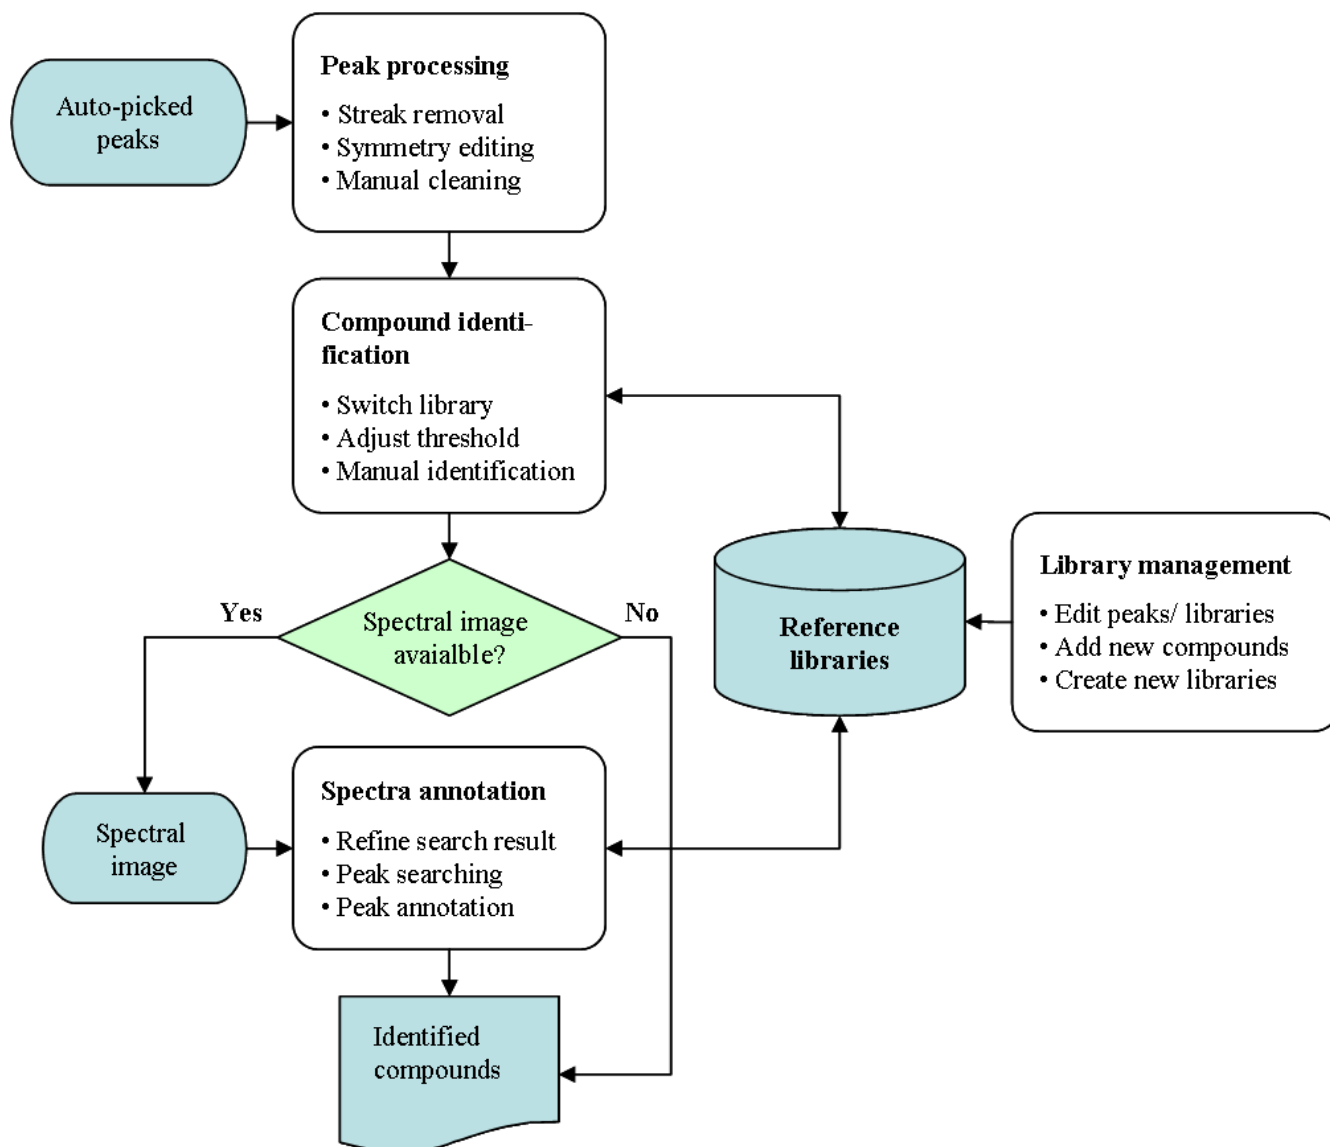 Auto-picked
peaks
Peak processing
• Streak removal
• Symmetry editing
• Manual cleaning
Compound identi-
fication
• Switch library
• Adjust threshold
• Manual identification
Yes
Spectral image
avaialble?
No
Reference
libraries
Library management
• Edit peaks/ libraries
• Add new compounds
• Create new libraries
Spectral
image
Spectra annotation
• Refine search result
• Peak searching
• Peak annotation
Identified
compounds